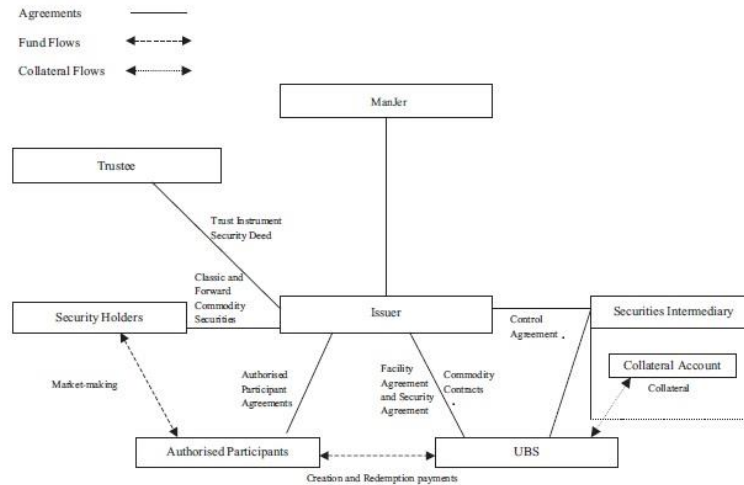 Agreements
Fund Flows
Collateral Flows
ManJer
Trustee
Trust Instrument
Security Deed
Classic and
Forward
Commodity
Securities
Security Holders
Issuer
Securities Intermediary
Control
Agreement
Collateral Account
Collateral
Market-making
Authorised
Participant
Agreements
Facility
Agreement
and Security
Agreement
Commodity
Contracts
Authorised Participants
UBS
Creation and Redemption payments